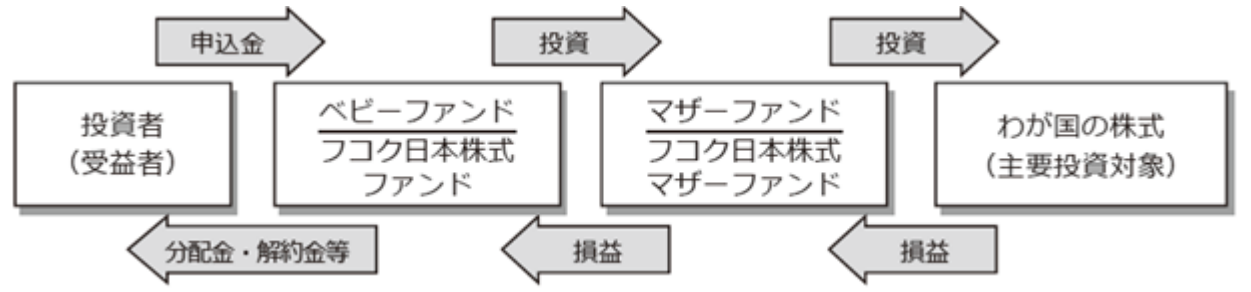 申込金
投資
投資
投資者
（受益者）
ベビーファンド
フコク日本株式
ファンド
マザーファンド
フコク日本株式
マザーファンド
わが国の株式
（主要投資対象）
分配金・解約金等
損益
損益